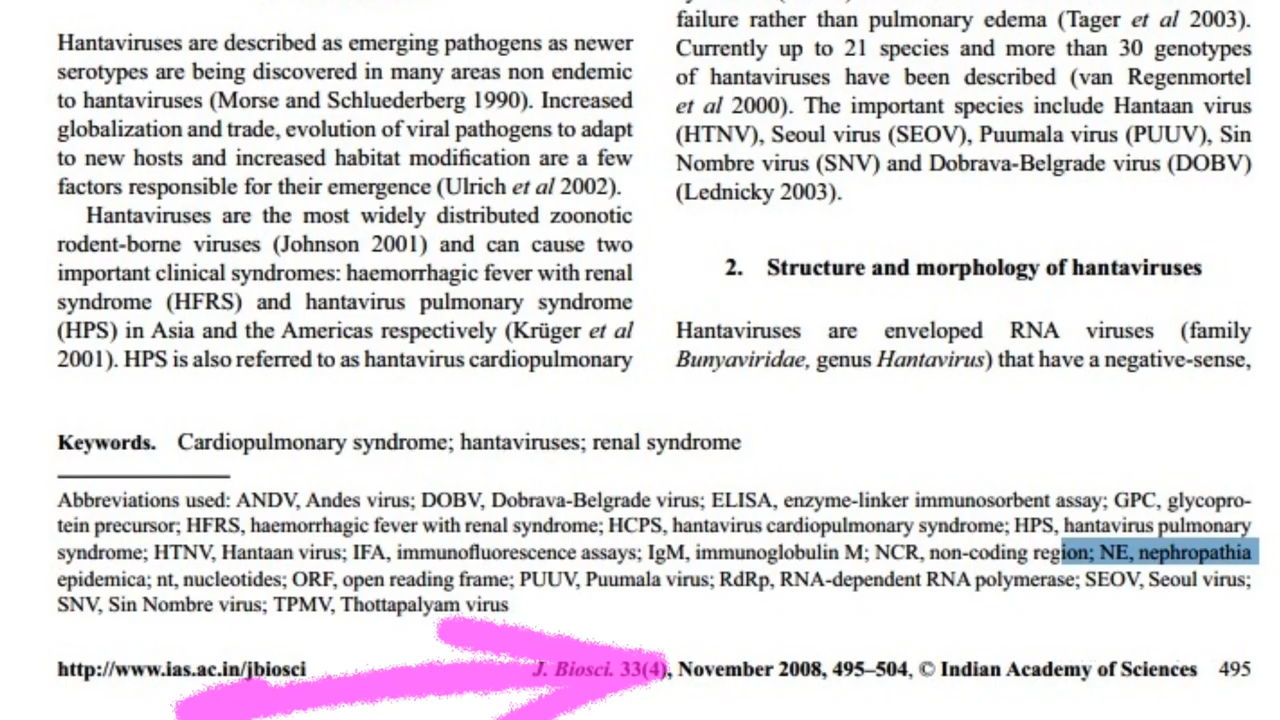 Hantaviruses are described as emerging pathogens as newer
serotypes are being discovered in many areas non endemic
to hantaviruses (Morse and Schluederberg 1990). Increased
globalization and trade, evolution of viral pathogens to adapt
to new hosts and increased habitat modification are a few
factors responsible for their emergence (Ulrich et al 2002).
Hantaviruses are the most widely distributed zoonotic
rodent-borne viruses (Johnson 2001) and can cause two
important clinical syndromes: haemorrhagic fever with renal
syndrome (HFRS) and hantavirus pulmonary syndrome
(HPS) in Asia and the Americas respectively (Krüger et al
2001). HPS is also referred to as hantavirus cardiopulmonary
failure rather than pulmonary edema (Tager et al 2003).
Currently up to 21 species and more than 30 genotypes
of hantaviruses have been described (van Regenmortel
et al 2000). The important species include Hantaan virus
(HTNV), Seoul virus (SEOV), Puumala virus (PUUV), Sin
Nombre virus (SNV) and Dobrava-Belgrade virus (DOBV)
(Lednicky 2003).
2. Structure and morphology of hantaviruses
Hantaviruses are enveloped RNA viruses (family
Bunyaviridae, genus Hantavirus) that have a negative-sense,
Keywords. Cardiopulmonary syndrome; hantaviruses; renal syndrome
Abbreviations used: ANDV, Andes virus; DOBV, Dobrava-Belgrade virus; ELISA, enzyme-linker immunosorbent assay; GPC, glycopro-
tein precursor; HFRS, haemorrhagic fever with renal syndrome; HCPS, hantavirus cardiopulmonary syndrome; HPS, hantavirus pulmonary
syndrome; HTNV, Hantaan virus; IFA, immunofluorescence assays; IgM, immunoglobulin M; NCR, non-coding region; NE, nephropathia
epidemica; nt, nucleotides; ORF, open reading frame; PUUV, Puumala virus; RdRp, RNA-dependent RNA polymerase; SEOV, Seoul virus;
SNV, Sin Nombre virus; TPMV, Thottapalyam virus
http://www.ias.ac.in/jbiosci J. Biosci. 33(4), November 2008, 495–504, © Indian Academy of Sciences 495